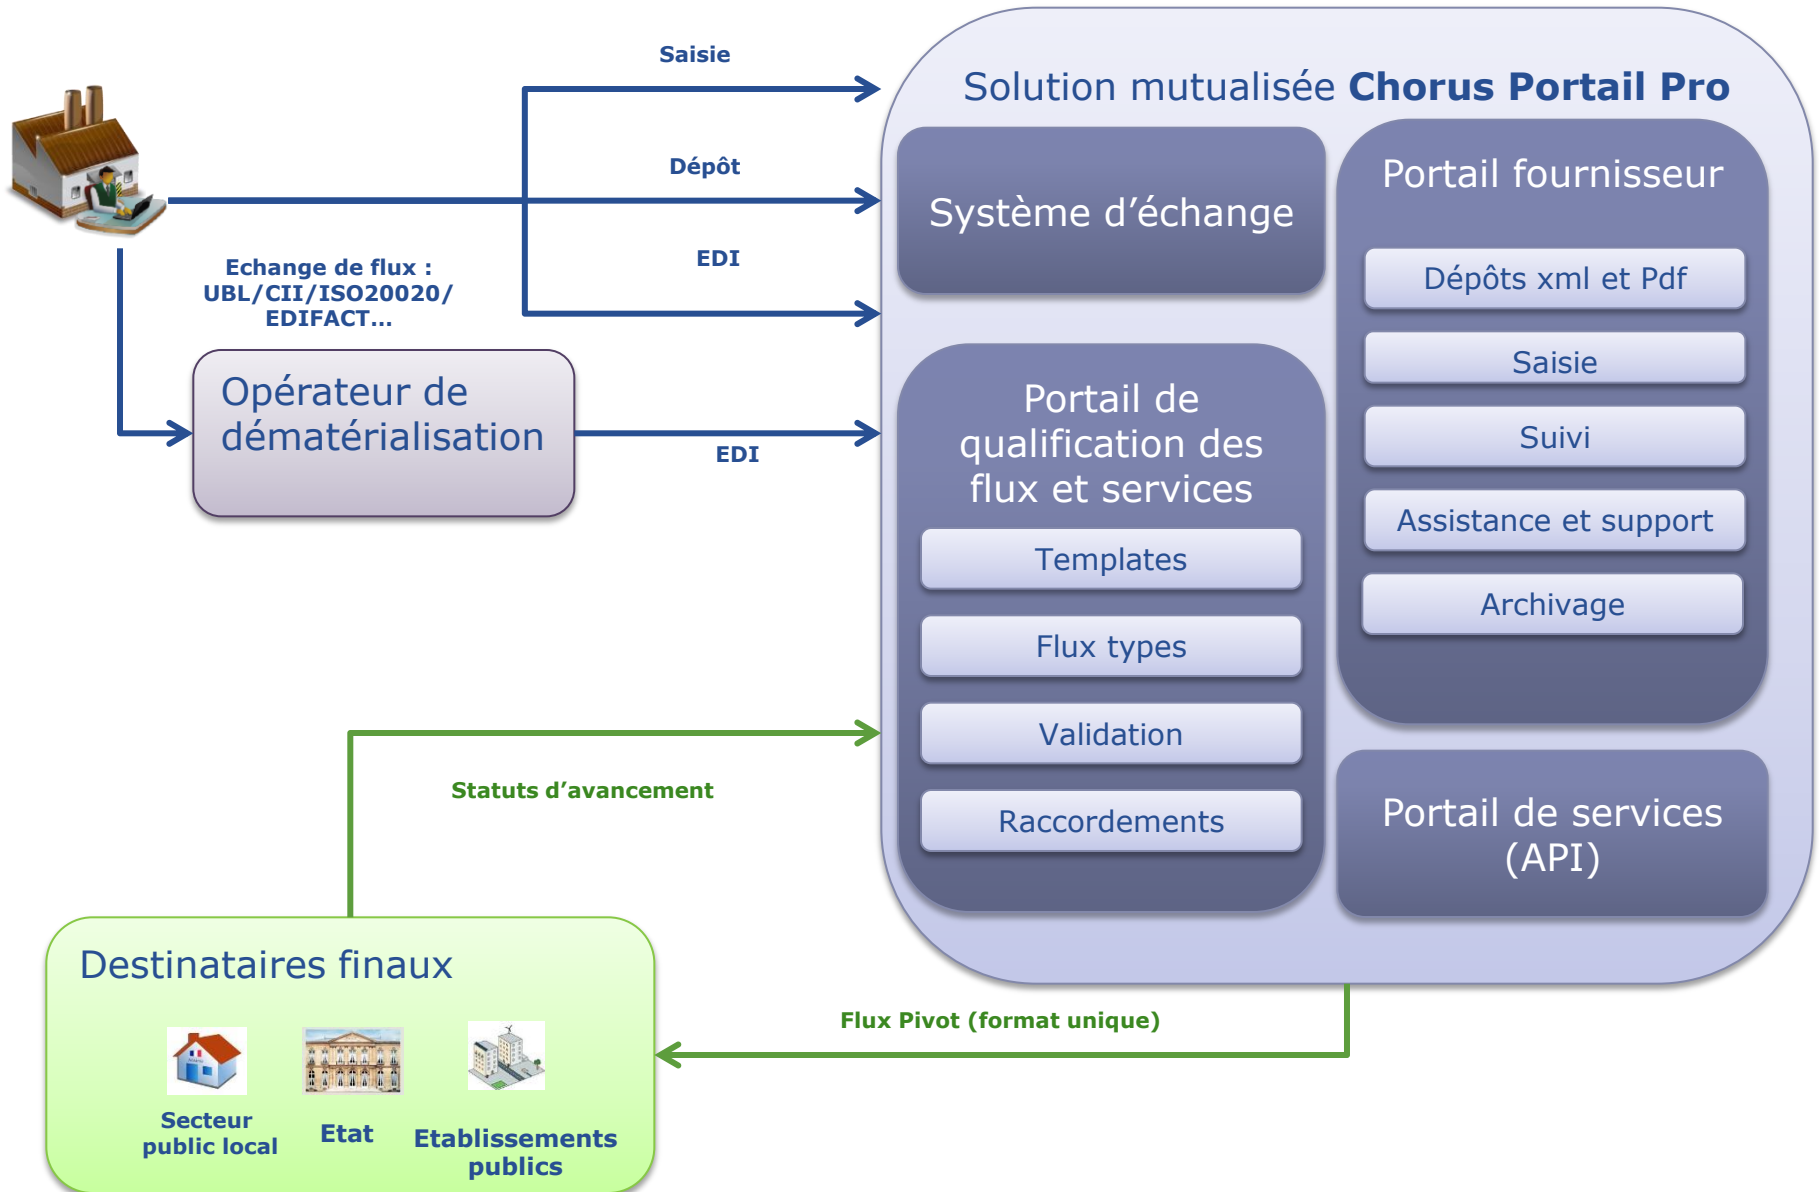 Saisie
Dépôt
EDI
Echange de flux :
UBL/CII/ISO20020/
EDIFACT...
Opérateur de
dématérialisation
EDI
Solution mutualisée Chorus Portail Pro
Système d'échange
Portail de
qualification des
flux et services
Templates
Flux types
Validation
Raccordements
Portail fournisseur
Dépôts xml et Pdf
Saisie
Suivi
Assistance et support
Archivage
Portail de services
(API)
Statuts d'avancement
Flux Pivot (format unique)
Destinataires finaux
Secteur
public local
Etat
Etablissements
publics